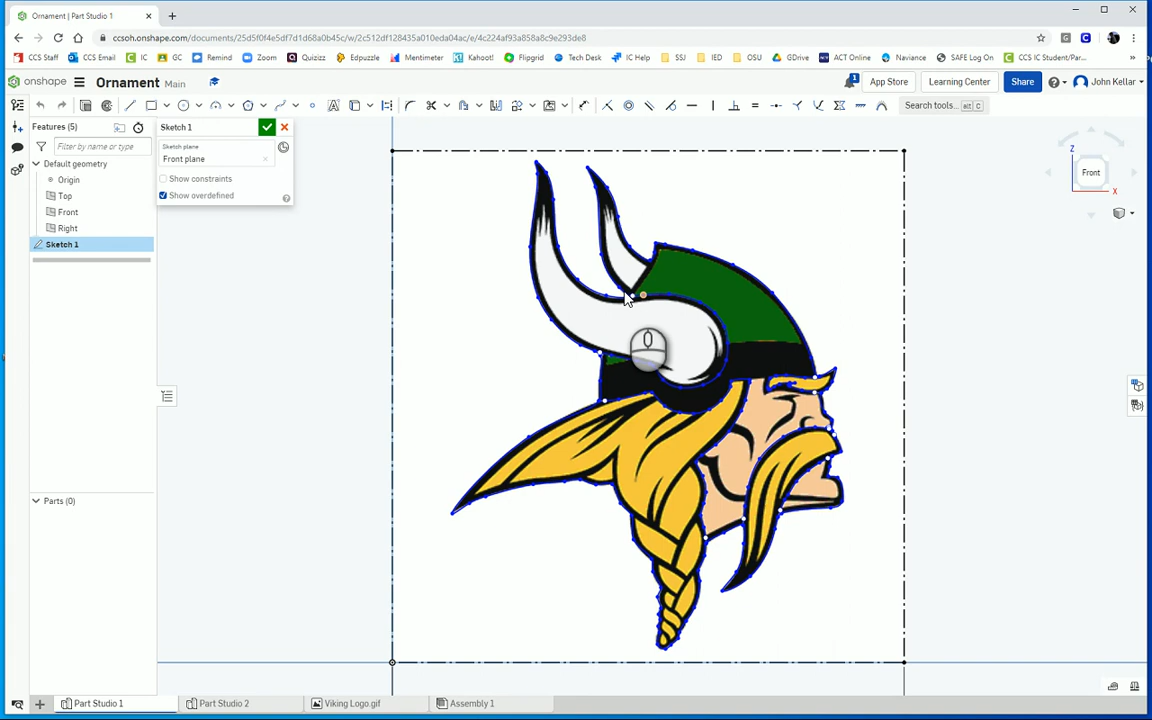 Ornament | Part Studio 1
ccsoh.onshape.com/documents/25d5f0f4e5df7d1d68a0b45c/w/2c512df128435a010eda04ac/e/4c224af93a858a8c9e293de8
CCS Staff CCS Email IC GC Remind Zoom Quizizz Edpuzzle Mentimeter Kahoot! Flipgrid Tech Desk IC Help SSJ IED OSU GDrive ACT Online Naviance SAFE Log On CCS IC Student/Par...
onshape Ornament Main 1 App Store Learning Center Share John Kellar
Search tools... alt C
Features (5)
Sketch 1
Filter by name or type
Sketch plane
Front plane
Default geometry
Origin
Show constraints
Top
Show overdefined
Front
Right
Sketch 1
Z
Front
X
Parts (0)
Part Studio 1 Part Studio 2 Viking Logo.gif Assembly 1